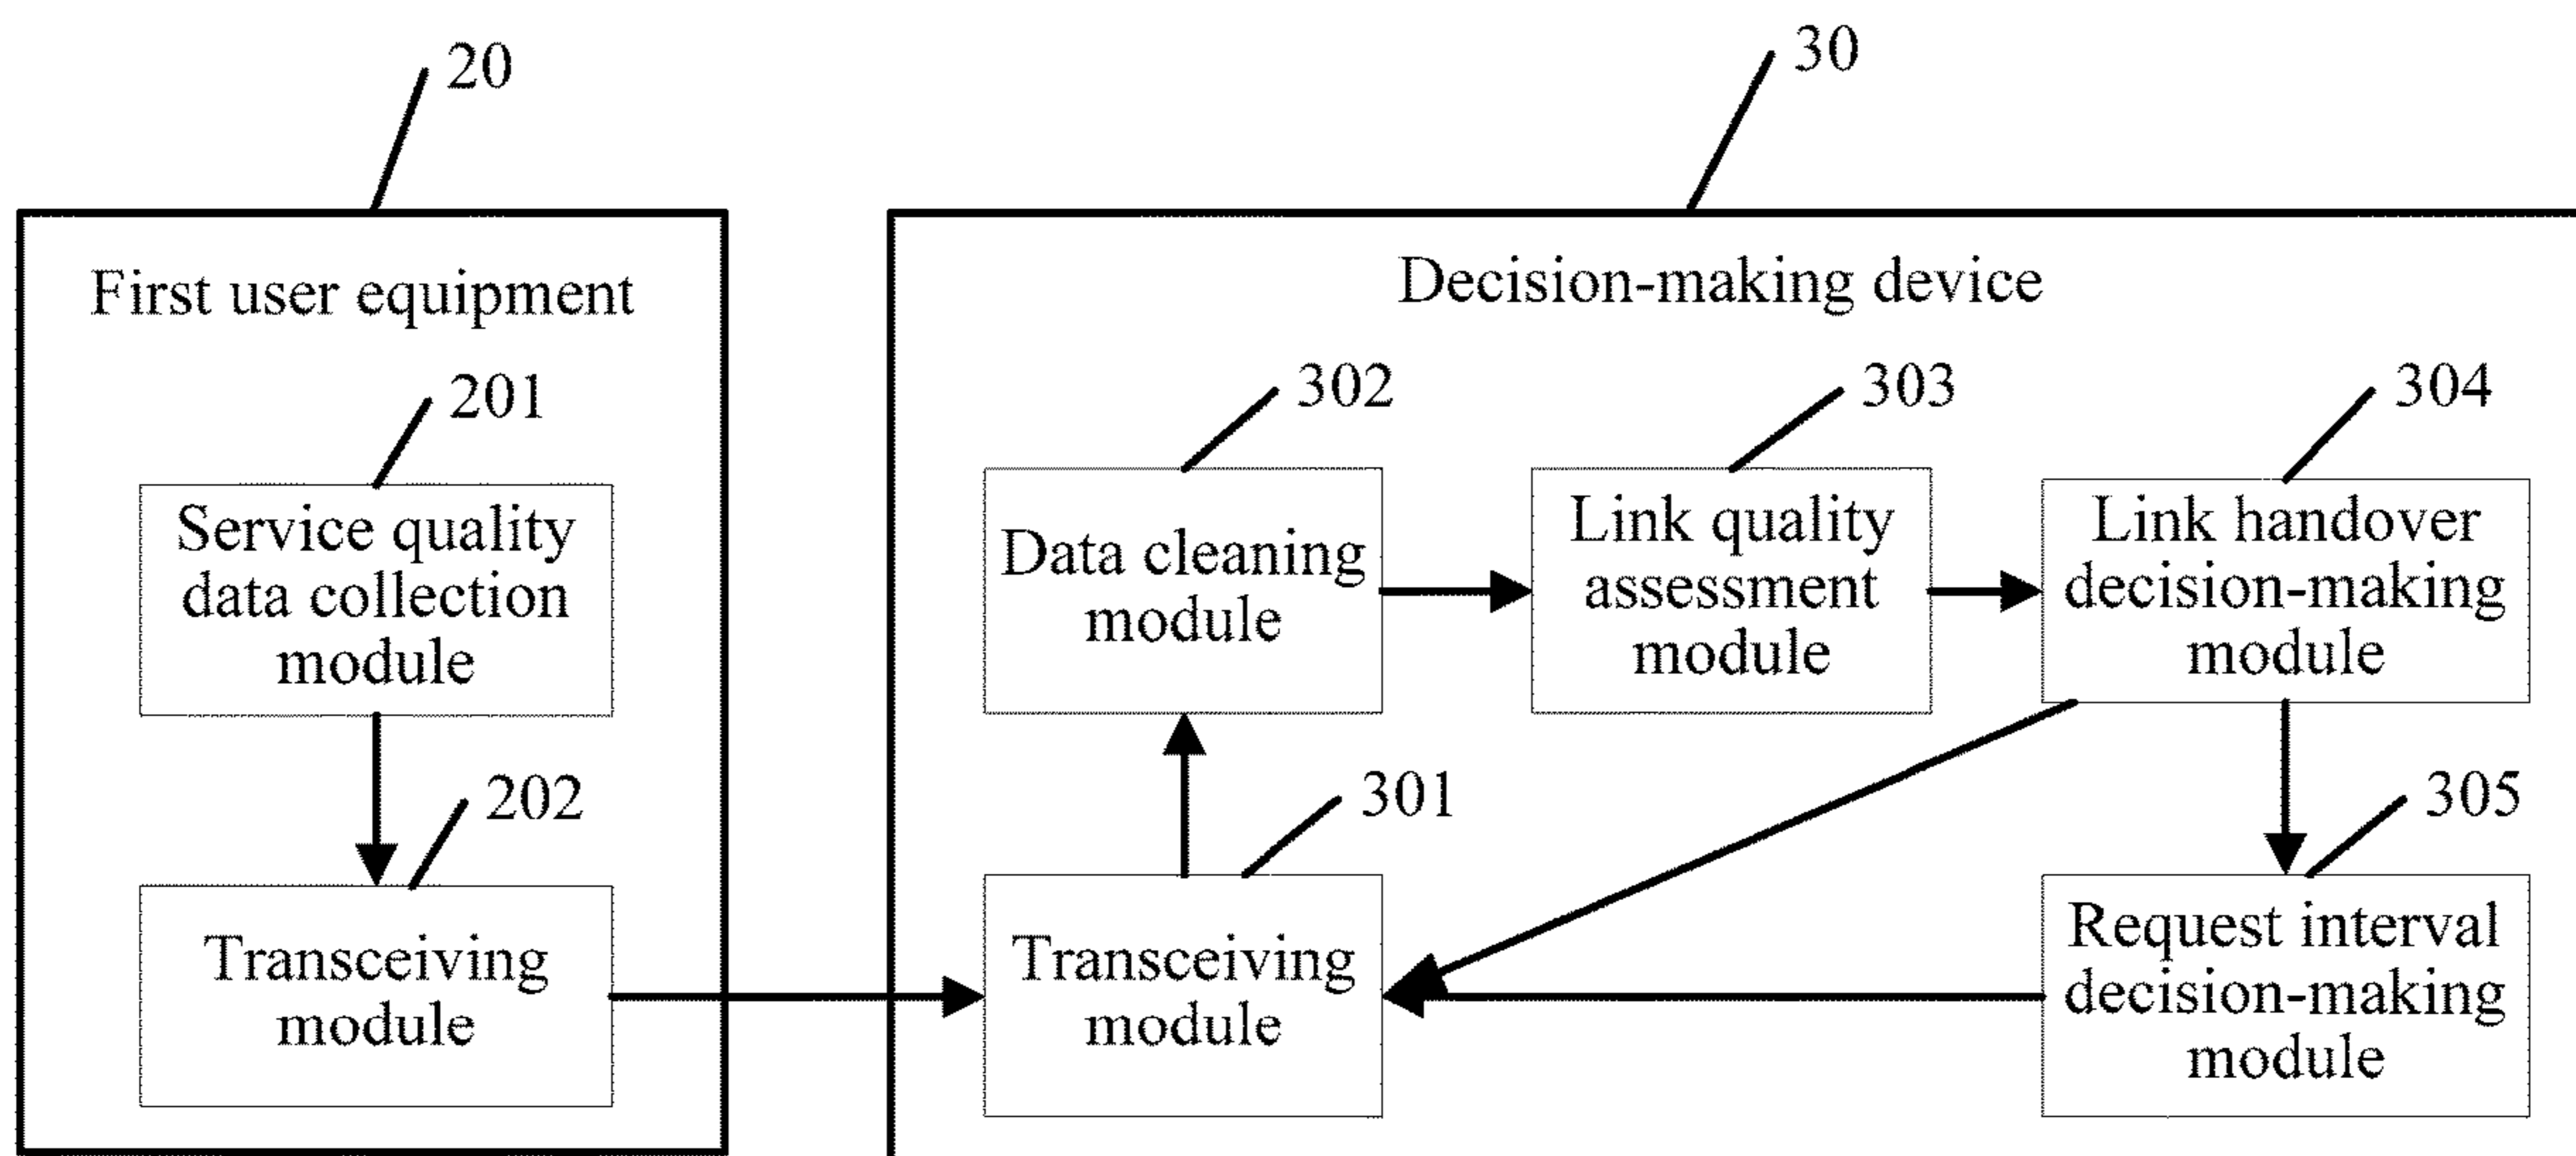 20
30
First user equipment
Decision-making device
201
302
303
304
Service quality
data collection
module
Data cleaning
module
Link quality
assessment
module
Link handover
decision-making
module
202
301
305
Transceiving
module
Transceiving
module
Request interval
decision-making
module